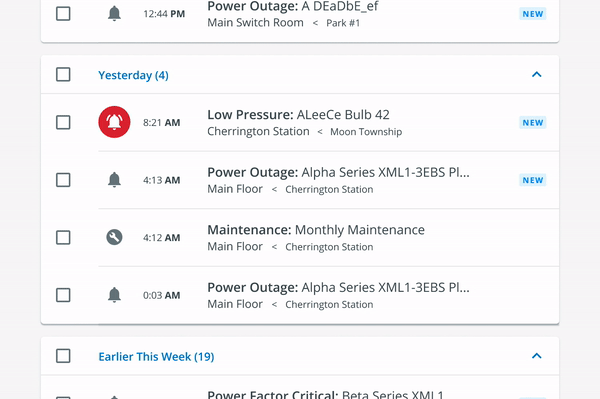 12:44 PM
Power Outage: A DEaDbE_ef
Main Switch Room < Park #1
NEW
Yesterday (4)
8:21 AM
Low Pressure: ALeeCe Bulb 42
Cherrington Station < Moon Township
NEW
4:13 AM
Power Outage: Alpha Series XML1-3EBS Pl...
Main Floor < Cherrington Station
NEW
4:12 AM
Maintenance: Monthly Maintenance
Main Floor < Cherrington Station
0:03 AM
Power Outage: Alpha Series XML1-3EBS Pl...
Main Floor < Cherrington Station
Earlier This Week (19)
Power Factor Critical: Beta Series XML1